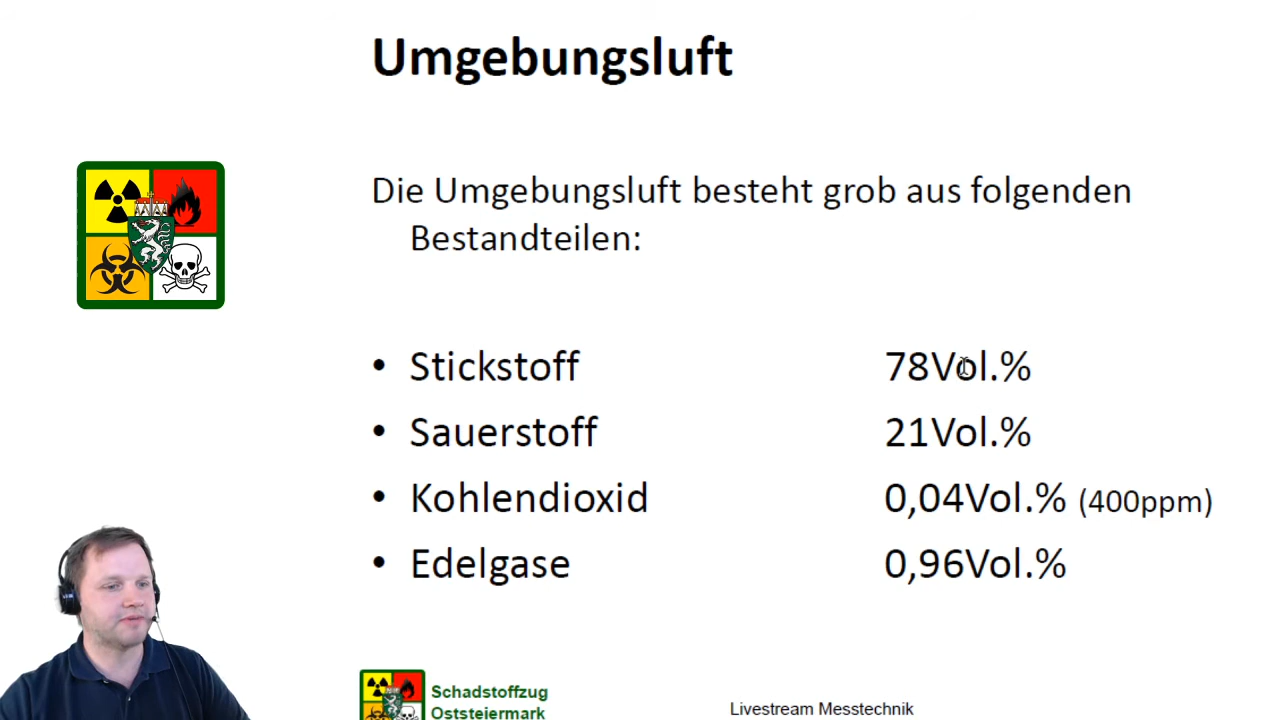 Umgebungsluft
Die Umgebungsluft besteht grob aus folgenden
Bestandteilen:
• Stickstoff 78Vol.%
• Sauerstoff 21Vol.%
• Kohlendioxid 0,04Vol.% (400ppm)
• Edelgase 0,96Vol.%
Schadstoffzug
Oststeiermark
Livestream Messtechnik